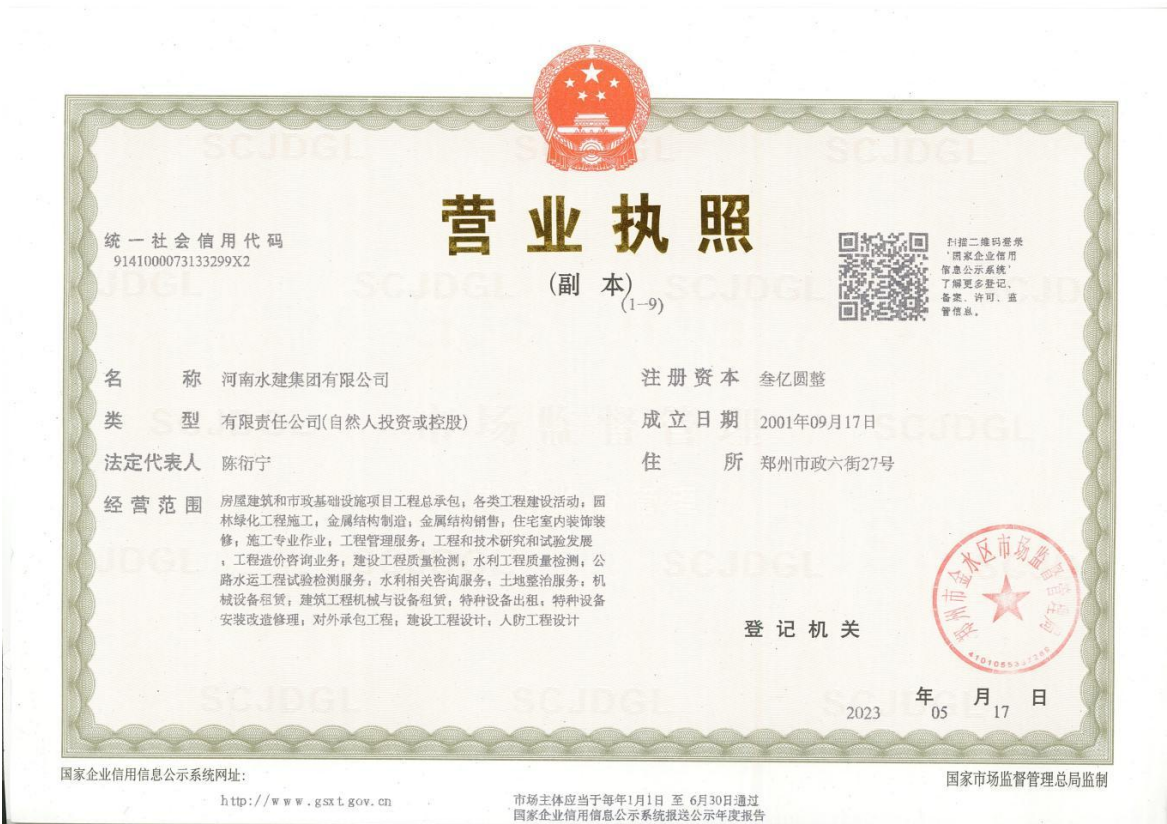 营业执照
(副 本)
(1-9)
统一社会信用代码
9141000073133299X2
扫描二维码登录
‘国家企业信用
信息公示系统’
了解更多登记、
备案、许可、监
管信息。
名 称 河南水建集团有限公司
类 型 有限责任公司(自然人投资或控股)
法定代表人 陈衍宁
经营范围 房屋建筑和市政基础设施项目工程总承包；各类工程建设活动；园
林绿化工程施工；金属结构制造；金属结构销售；住宅室内装饰装
修；施工专业作业；工程管理服务；工程和技术研究和试验发展
；工程造价咨询业务；建设工程质量检测；水利工程质量检测；公
路水运工程试验检测服务；水利相关咨询服务；土地整治服务；机
械设备租赁；建筑工程机械与设备租赁；特种设备出租；特种设备
安装改造修理；对外承包工程；建设工程设计；人防工程设计
注册资本 叁亿圆整
成立日期 2001年09月17日
住 所 郑州市政六街27号
登记机关
郑州市金水区市场监督管理局
2023 年 05 月 17 日
国家企业信用信息公示系统网址：
http://www.gsxt.gov.cn
市场主体应当于每年1月1日 至 6月30日通过
国家企业信用信息公示系统报送公示年度报告
国家市场监督管理总局监制
SCJDGL